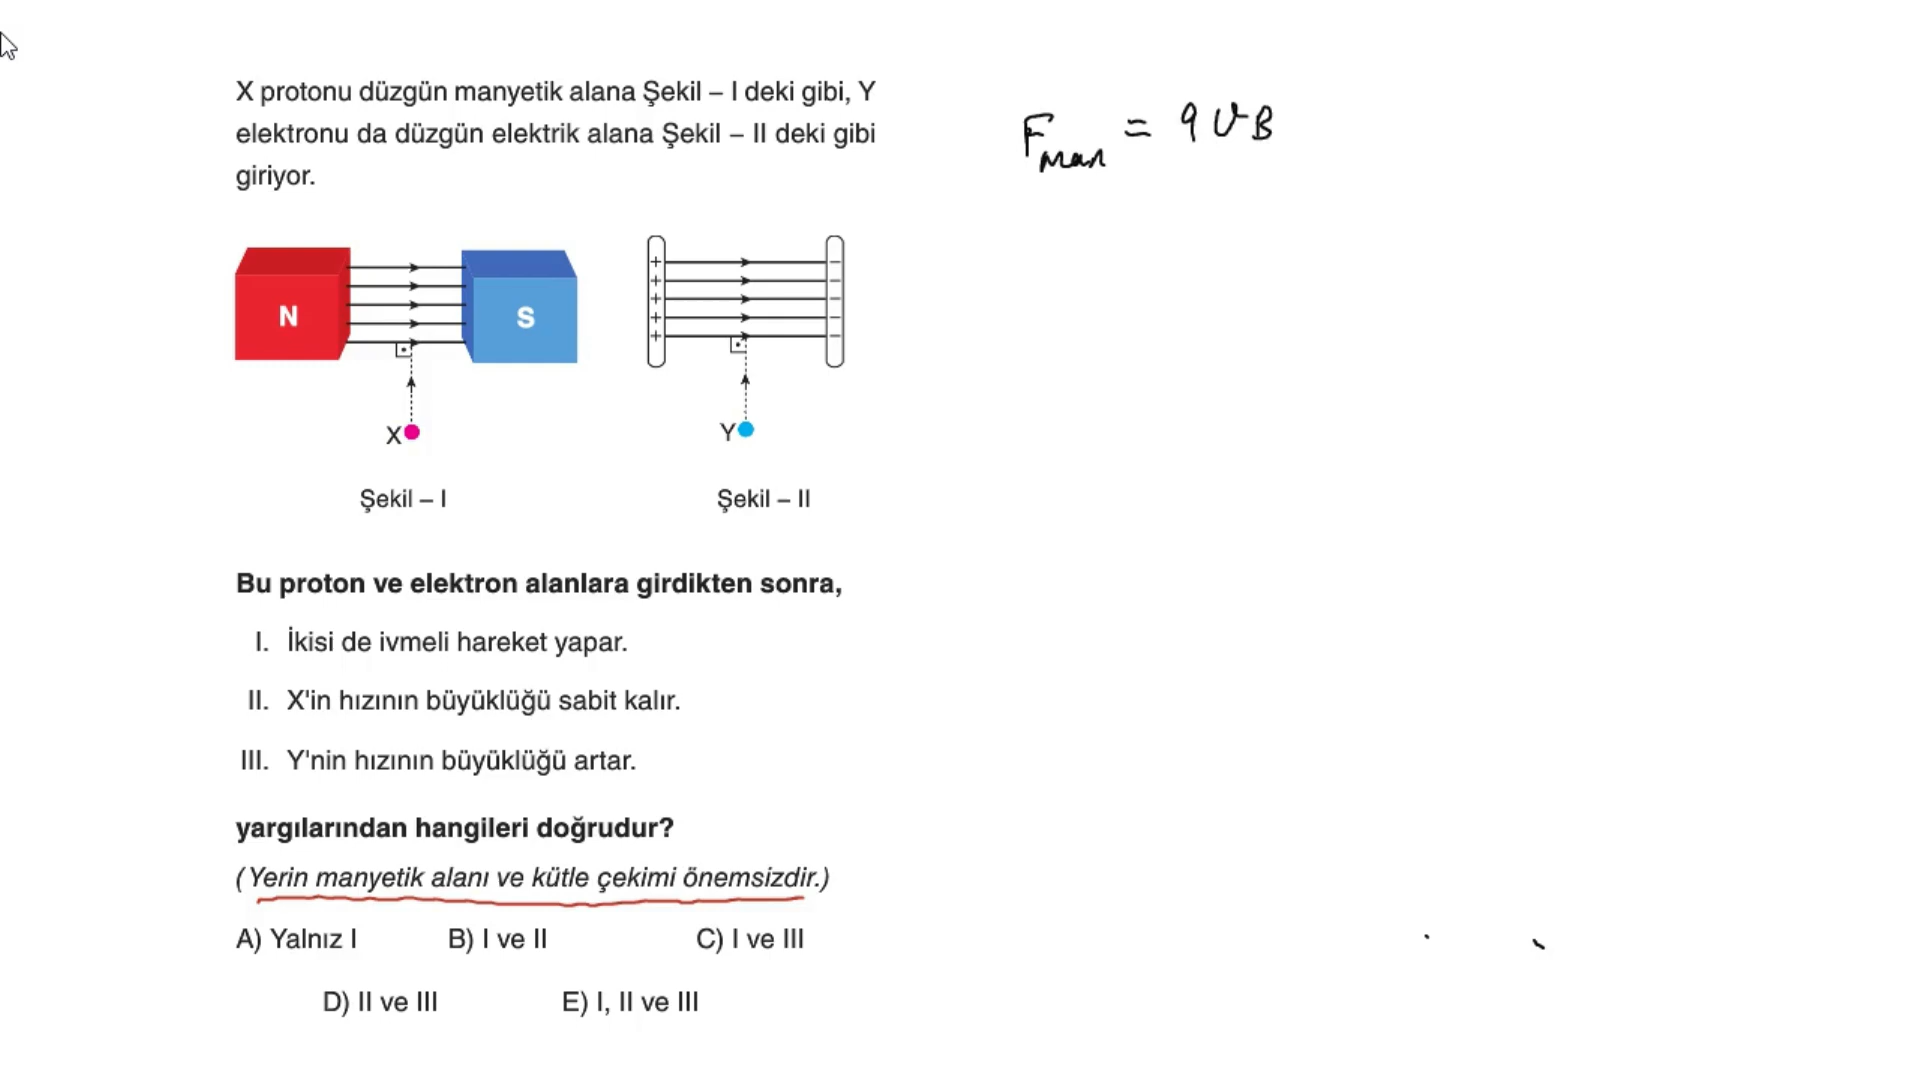 X protonu düzgün manyetik alana Şekil – I deki gibi, Y
elektronu da düzgün elektrik alana Şekil – II deki gibi
giriyor.
F man = q v B
N
S
+ –
+ –
+ –
+ –
+ –
X
Y
Şekil – I
Şekil – II
Bu proton ve elektron alanlara girdikten sonra,
I. İkisi de ivmeli hareket yapar.
II. X'in hızının büyüklüğü sabit kalır.
III. Y'nin hızının büyüklüğü artar.
yargılarından hangileri doğrudur?
(Yerin manyetik alanı ve kütle çekimi önemsizdir.)
A) Yalnız I B) I ve II C) I ve III
D) II ve III E) I, II ve III